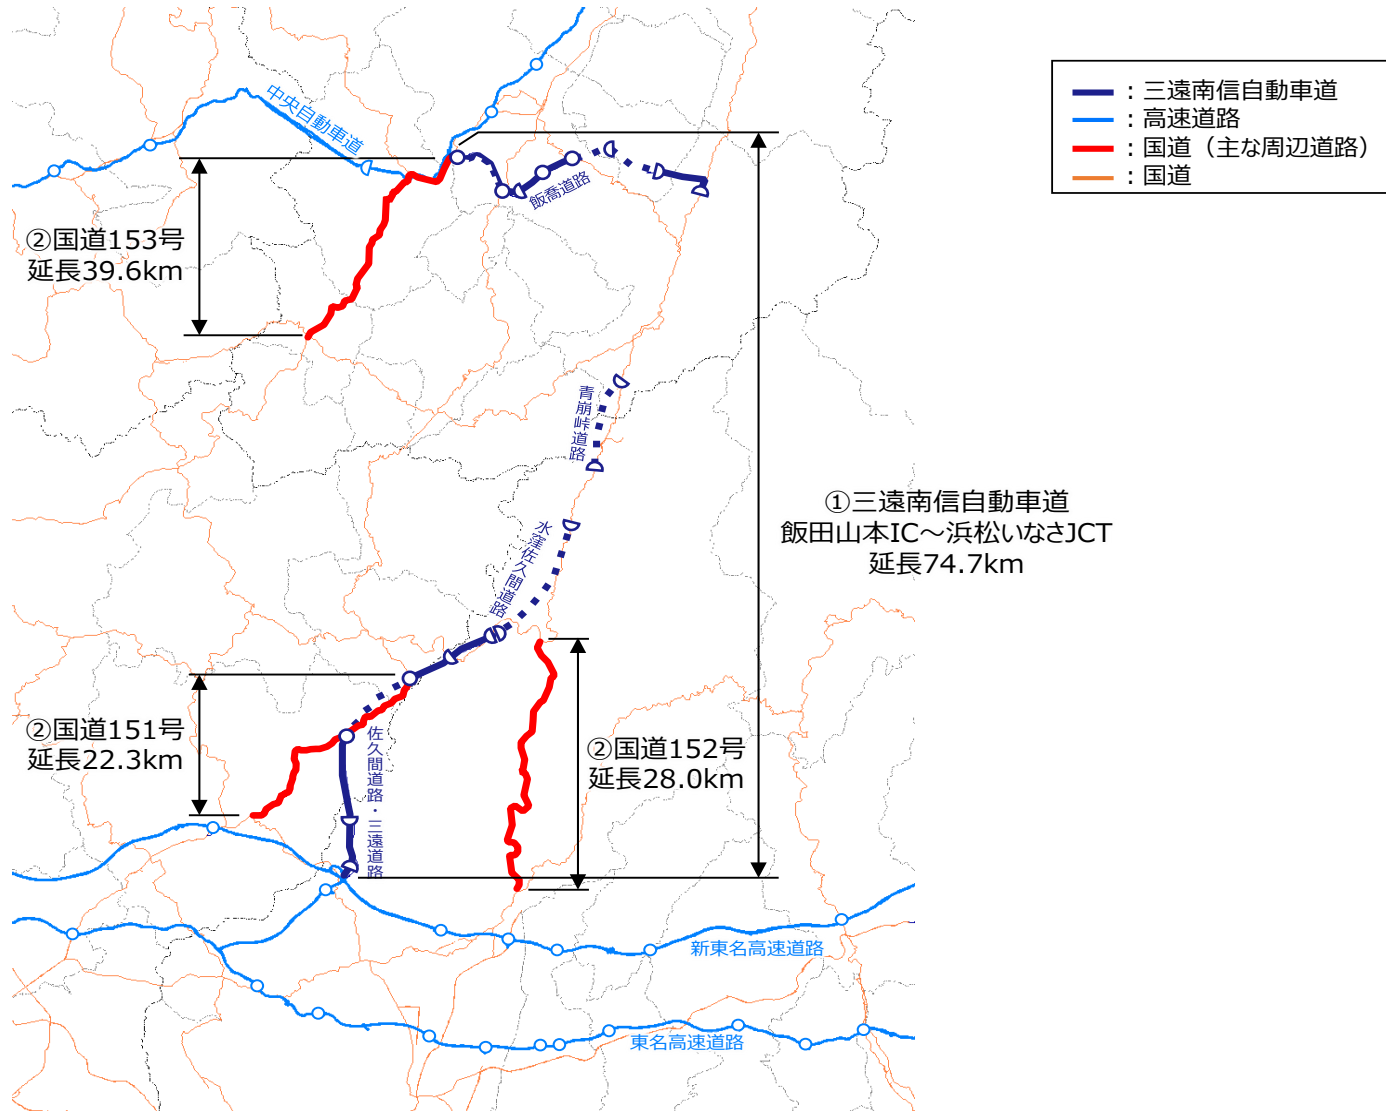 ：三遠南信自動車道
：高速道路
：国道（主な周辺道路）
：国道
中央自動車道
飯喬道路
②国道153号
延長39.6km
青崩峠道路
①三遠南信自動車道
飯田山本IC～浜松いなさJCT
延長74.7km
水窪佐久間道路
②国道151号
延長22.3km
佐久間道路・三遠道路
②国道152号
延長28.0km
新東名高速道路
東名高速道路